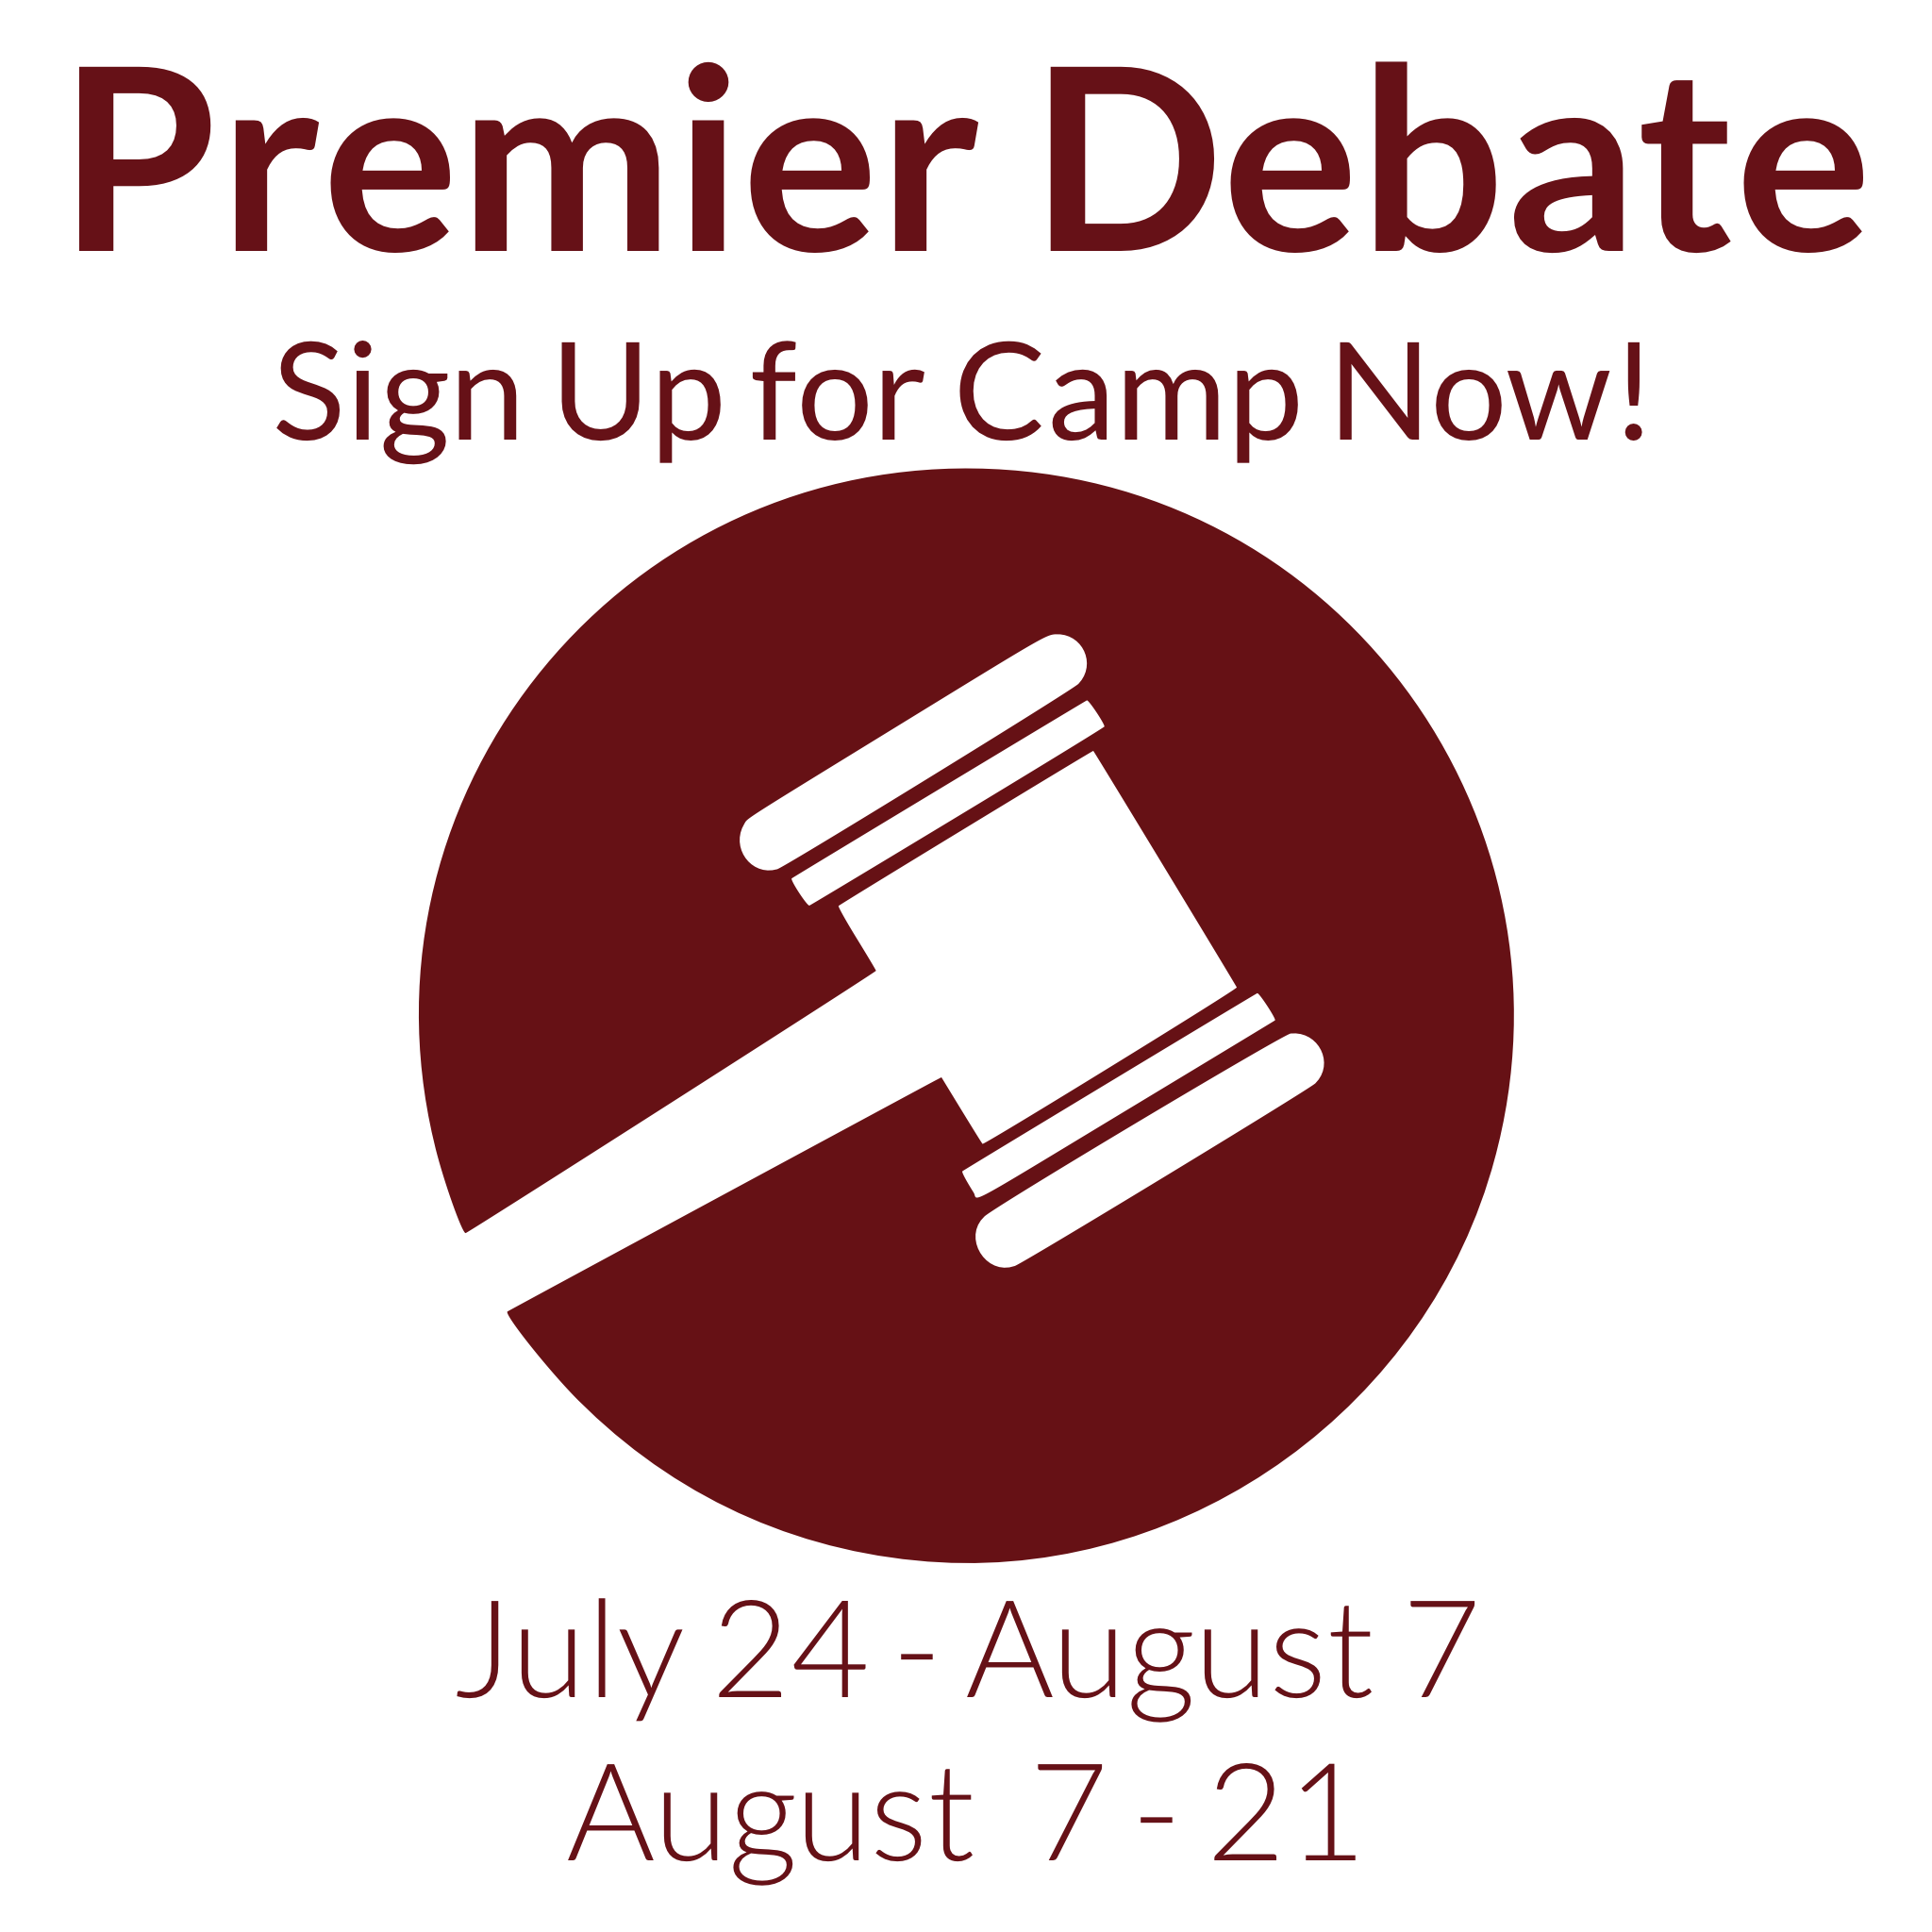 Premier Debate
Sign Up for Camp Now!
July 24 - August 7
August 7 - 21